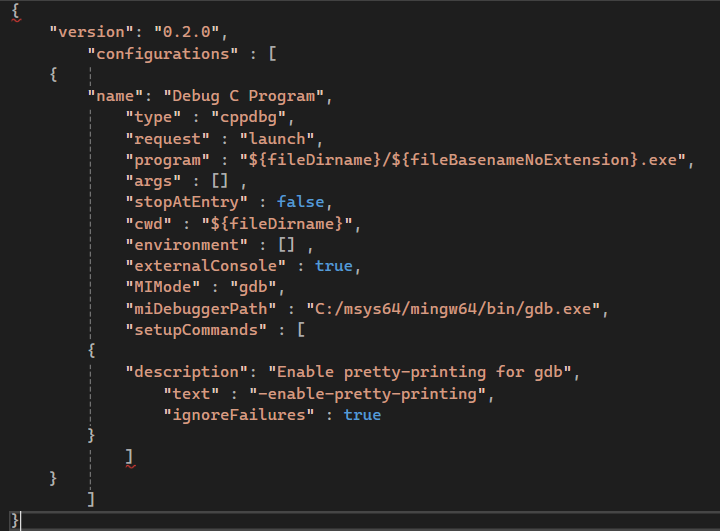 {
    "version": "0.2.0",
        "configurations" : [
    {
        "name": "Debug C Program",
            "type" : "cppdbg",
            "request" : "launch",
            "program" : "${fileDirname}/${fileBasenameNoExtension}.exe",
            "args" : [] ,
            "stopAtEntry" : false,
            "cwd" : "${fileDirname}",
            "environment" : [] ,
            "externalConsole" : true,
            "MIMode" : "gdb",
            "miDebuggerPath" : "C:/msys64/mingw64/bin/gdb.exe",
            "setupCommands" : [
        {
            "description": "Enable pretty-printing for gdb",
                "text" : "-enable-pretty-printing",
                "ignoreFailures" : true
        }
            ]
    }
        ]
}